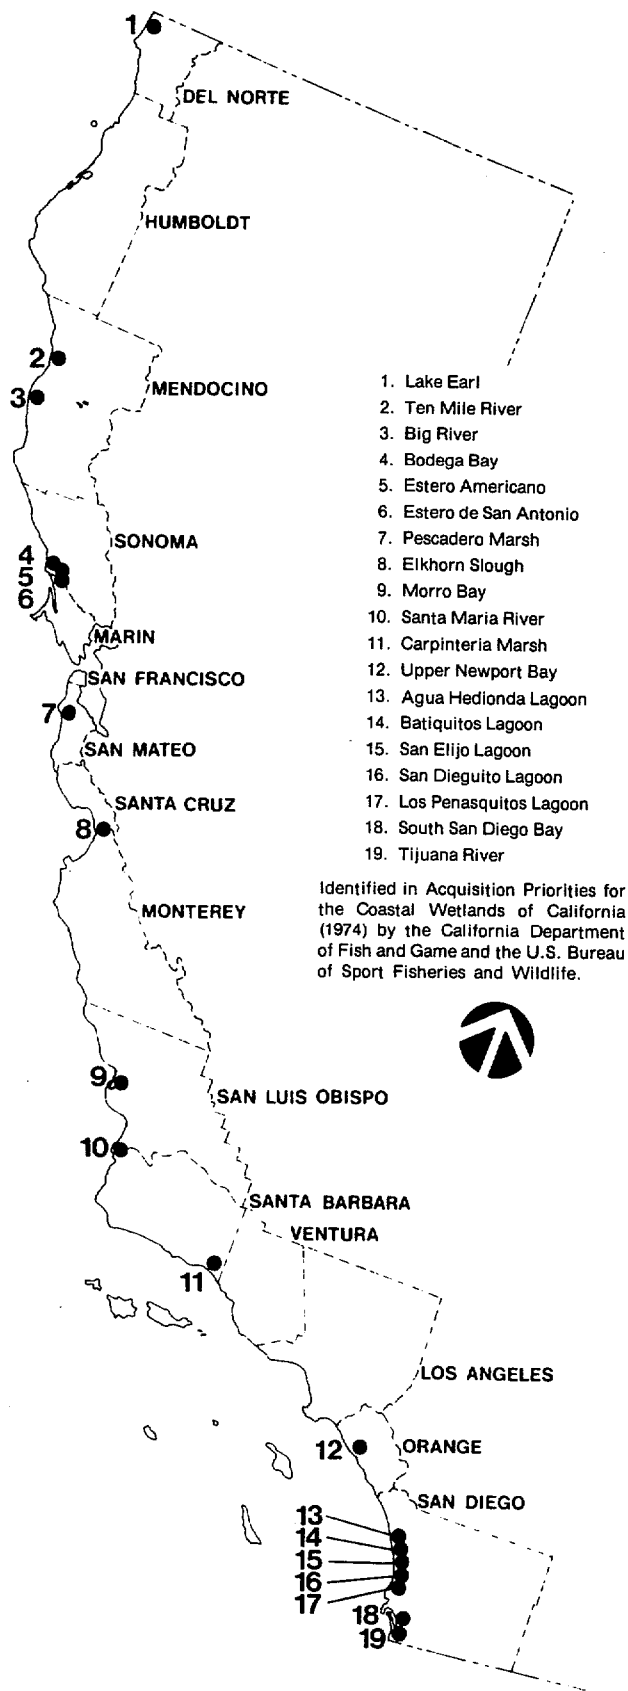 1
DEL NORTE
HUMBOLDT
2
3
MENDOCINO
1. Lake Earl
2. Ten Mile River
3. Big River
4. Bodega Bay
5. Estero Americano
6. Estero de San Antonio
7. Pescadero Marsh
8. Elkhorn Slough
9. Morro Bay
10. Santa Maria River
11. Carpinteria Marsh
12. Upper Newport Bay
13. Agua Hedionda Lagoon
14. Batiquitos Lagoon
15. San Elijo Lagoon
16. San Dieguito Lagoon
17. Los Penasquitos Lagoon
18. South San Diego Bay
19. Tijuana River
Identified in Acquisition Priorities for
the Coastal Wetlands of California
(1974) by the California Department
of Fish and Game and the U.S. Bureau
of Sport Fisheries and Wildlife.
SONOMA
4
5
6
MARIN
SAN FRANCISCO
7
SAN MATEO
SANTA CRUZ
8
MONTEREY
9
SAN LUIS OBISPO
10
SANTA BARBARA
VENTURA
11
LOS ANGELES
12
ORANGE
SAN DIEGO
13
14
15
16
17
18
19